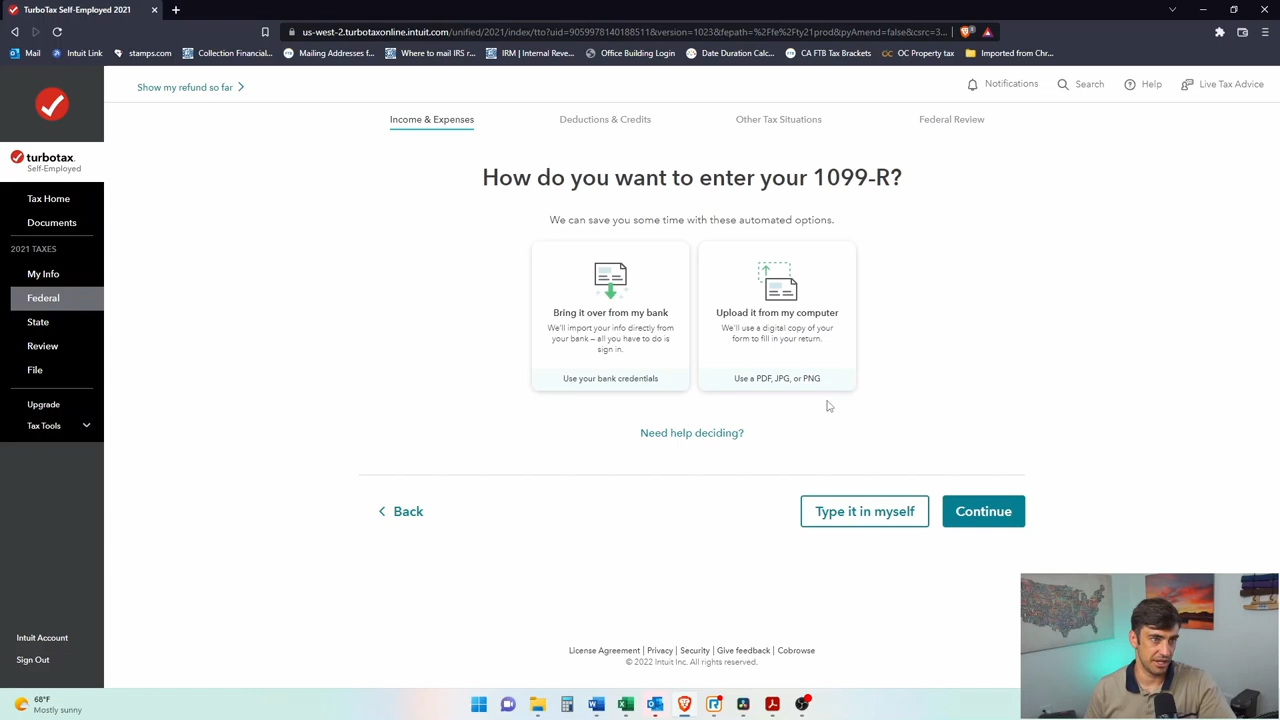 TurboTax Self-Employed 2021
us-west-2.turbotaxonline.intuit.com/unified/2021/index/tto?uid=9059978140188511&version=1023&fepath=%2Ffe%2Fty21prod&pyAmend=false&csrc=3...
Mail
Intuit Link
stamps.com
Collection Financial...
Mailing Addresses f...
Where to mail IRS r...
IRM | Internal Reve...
Office Building Login
Date Duration Calc...
CA FTB Tax Brackets
OC Property tax
Imported from Chr...
Show my refund so far
Notifications
Search
Help
Live Tax Advice
Income & Expenses
Deductions & Credits
Other Tax Situations
Federal Review
turbotax.
Self-Employed
Tax Home
Documents
2021 TAXES
My Info
Federal
State
Review
File
Upgrade
Tax Tools
Intuit Account
Sign Out
How do you want to enter your 1099-R?
We can save you some time with these automated options.
Bring it over from my bank
We'll import your info directly from
your bank — all you have to do is
sign in.
Use your bank credentials
Upload it from my computer
We'll use a digital copy of your
form to fill in your return.
Use a PDF, JPG, or PNG
Need help deciding?
Back
Type it in myself
Continue
License Agreement | Privacy | Security | Give feedback | Cobrowse
© 2022 Intuit Inc. All rights reserved.
68°F
Mostly sunny